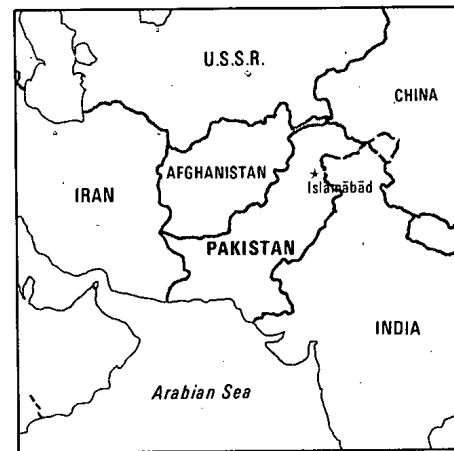 U.S.S.R.
CHINA
AFGHANISTAN
Islāmābād
IRAN
PAKISTAN
INDIA
Arabian Sea